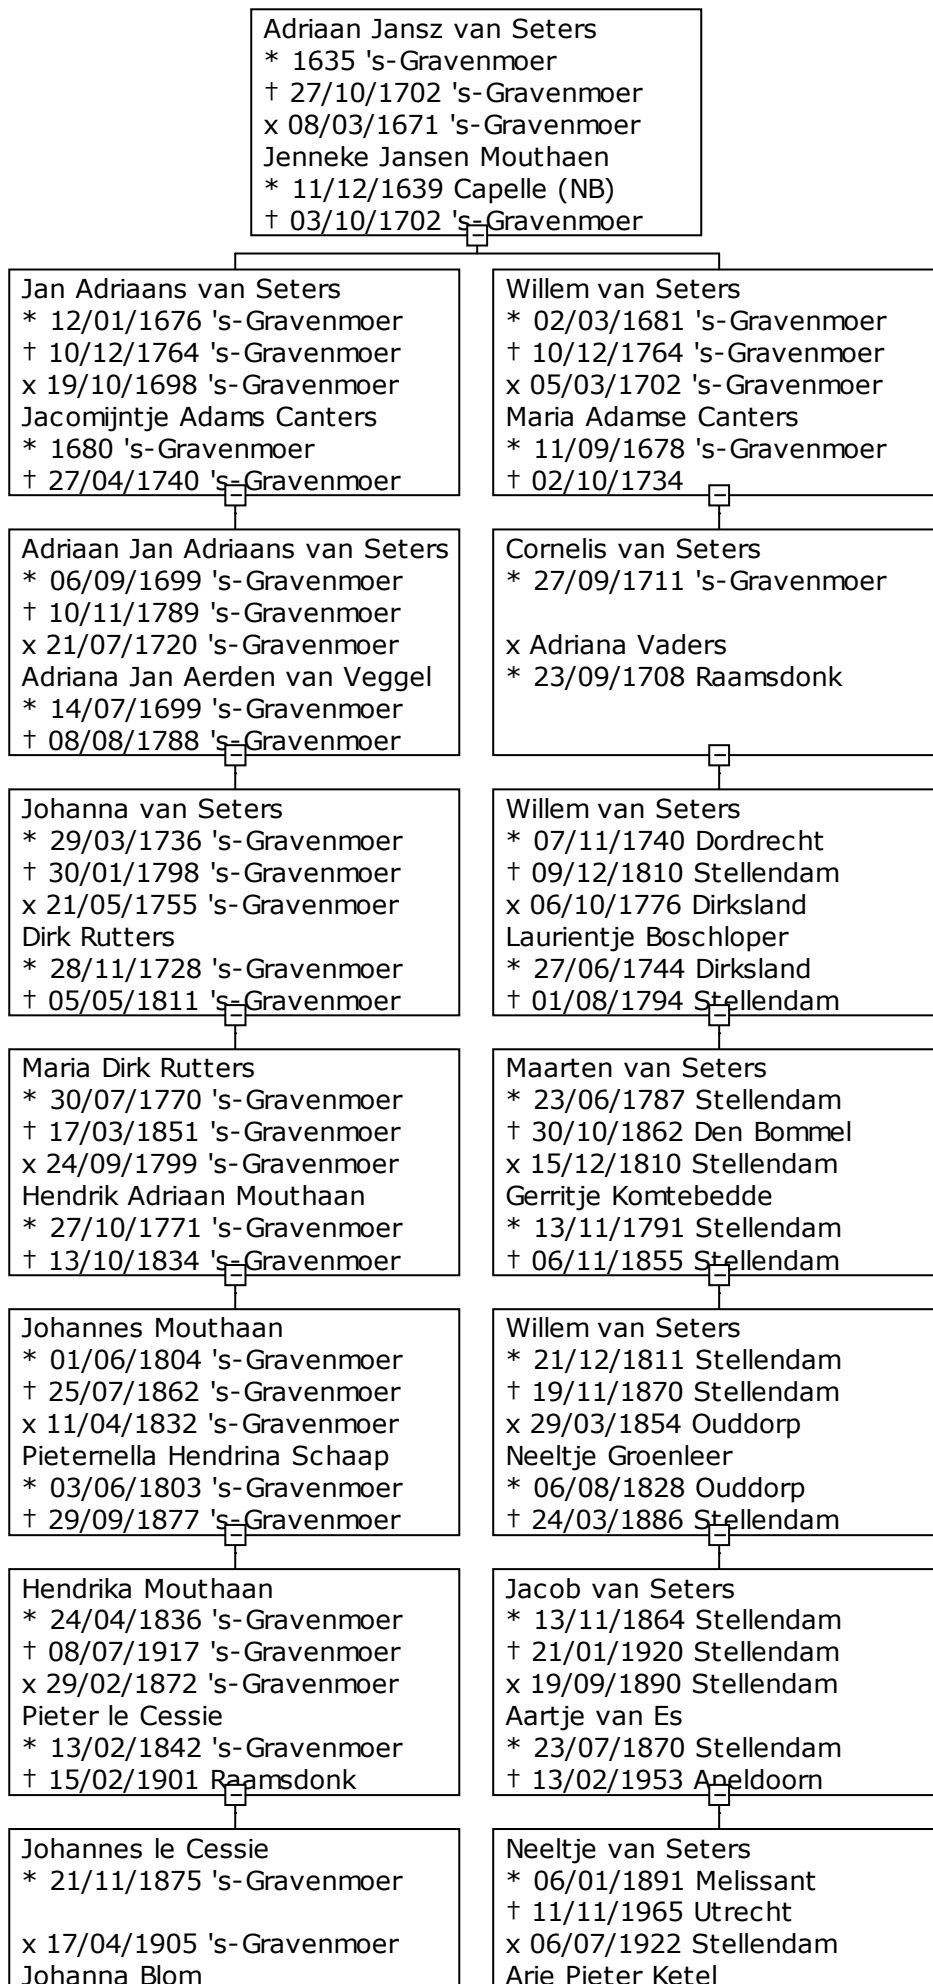 Adriaan Jansz van Seters
* 1635 's-Gravenmoer
† 27/10/1702 's-Gravenmoer
x 08/03/1671 's-Gravenmoer
Jenneke Jansen Mouthaen
* 11/12/1639 Capelle (NB)
† 03/10/1702 's-Gravenmoer
Jan Adriaans van Seters
* 12/01/1676 's-Gravenmoer
† 10/12/1764 's-Gravenmoer
x 19/10/1698 's-Gravenmoer
Jacomijntje Adams Canters
* 1680 's-Gravenmoer
† 27/04/1740 's-Gravenmoer
Willem van Seters
* 02/03/1681 's-Gravenmoer
† 10/12/1764 's-Gravenmoer
x 05/03/1702 's-Gravenmoer
Maria Adamse Canters
* 11/09/1678 's-Gravenmoer
† 02/10/1734
Adriaan Jan Adriaans van Seters
* 06/09/1699 's-Gravenmoer
† 10/11/1789 's-Gravenmoer
x 21/07/1720 's-Gravenmoer
Adriana Jan Aerden van Veggel
* 14/07/1699 's-Gravenmoer
† 08/08/1788 's-Gravenmoer
Cornelis van Seters
* 27/09/1711 's-Gravenmoer
x Adriana Vaders
* 23/09/1708 Raamsdonk
Johanna van Seters
* 29/03/1736 's-Gravenmoer
† 30/01/1798 's-Gravenmoer
x 21/05/1755 's-Gravenmoer
Dirk Rutters
* 28/11/1728 's-Gravenmoer
† 05/05/1811 's-Gravenmoer
Willem van Seters
* 07/11/1740 Dordrecht
† 09/12/1810 Stellendam
x 06/10/1776 Dirksland
Laurientje Boschloper
* 27/06/1744 Dirksland
† 01/08/1794 Stellendam
Maria Dirk Rutters
* 30/07/1770 's-Gravenmoer
† 17/03/1851 's-Gravenmoer
x 24/09/1799 's-Gravenmoer
Hendrik Adriaan Mouthaan
* 27/10/1771 's-Gravenmoer
† 13/10/1834 's-Gravenmoer
Maarten van Seters
* 23/06/1787 Stellendam
† 30/10/1862 Den Bommel
x 15/12/1810 Stellendam
Gerritje Komtebedde
* 13/11/1791 Stellendam
† 06/11/1855 Stellendam
Johannes Mouthaan
* 01/06/1804 's-Gravenmoer
† 25/07/1862 's-Gravenmoer
x 11/04/1832 's-Gravenmoer
Pieternella Hendrina Schaap
* 03/06/1803 's-Gravenmoer
† 29/09/1877 's-Gravenmoer
Willem van Seters
* 21/12/1811 Stellendam
† 19/11/1870 Stellendam
x 29/03/1854 Ouddorp
Neeltje Groenleer
* 06/08/1828 Ouddorp
† 24/03/1886 Stellendam
Hendrika Mouthaan
* 24/04/1836 's-Gravenmoer
† 08/07/1917 's-Gravenmoer
x 29/02/1872 's-Gravenmoer
Pieter le Cessie
* 13/02/1842 's-Gravenmoer
† 15/02/1901 Raamsdonk
Jacob van Seters
* 13/11/1864 Stellendam
† 21/01/1920 Stellendam
x 19/09/1890 Stellendam
Aartje van Es
* 23/07/1870 Stellendam
† 13/02/1953 Apeldoorn
Johannes le Cessie
* 21/11/1875 's-Gravenmoer
x 17/04/1905 's-Gravenmoer
Johanna Blom
Neeltje van Seters
* 06/01/1891 Melissant
† 11/11/1965 Utrecht
x 06/07/1922 Stellendam
Arie Pieter Ketel